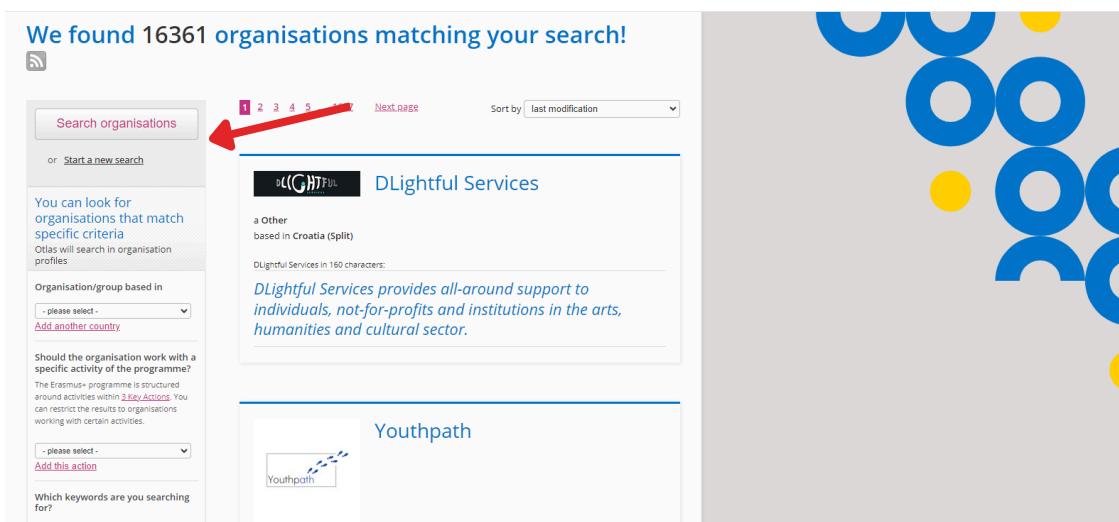 We found 16361 organisations matching your search!
1 2 3 4 5 Next page
Sort by last modification
Search organisations
or Start a new search
You can look for
organisations that match
specific criteria
Otlas will search in organisation
profiles
Organisation/group based in
- please select -
Add another country
Should the organisation work with a
specific activity of the programme?
The Erasmus+ programme is structured
around activities within 3 Key Actions. You
can restrict the results to organisations
working with certain activities.
- please select -
Add this action
Which keywords are you searching
for?
DLIGHTFUL
DLightful Services
a Other
based in Croatia (Split)
DLightful Services in 160 characters:
DLightful Services provides all-around support to
individuals, not-for-profits and institutions in the arts,
humanities and cultural sector.
Youthpath
Youthpath